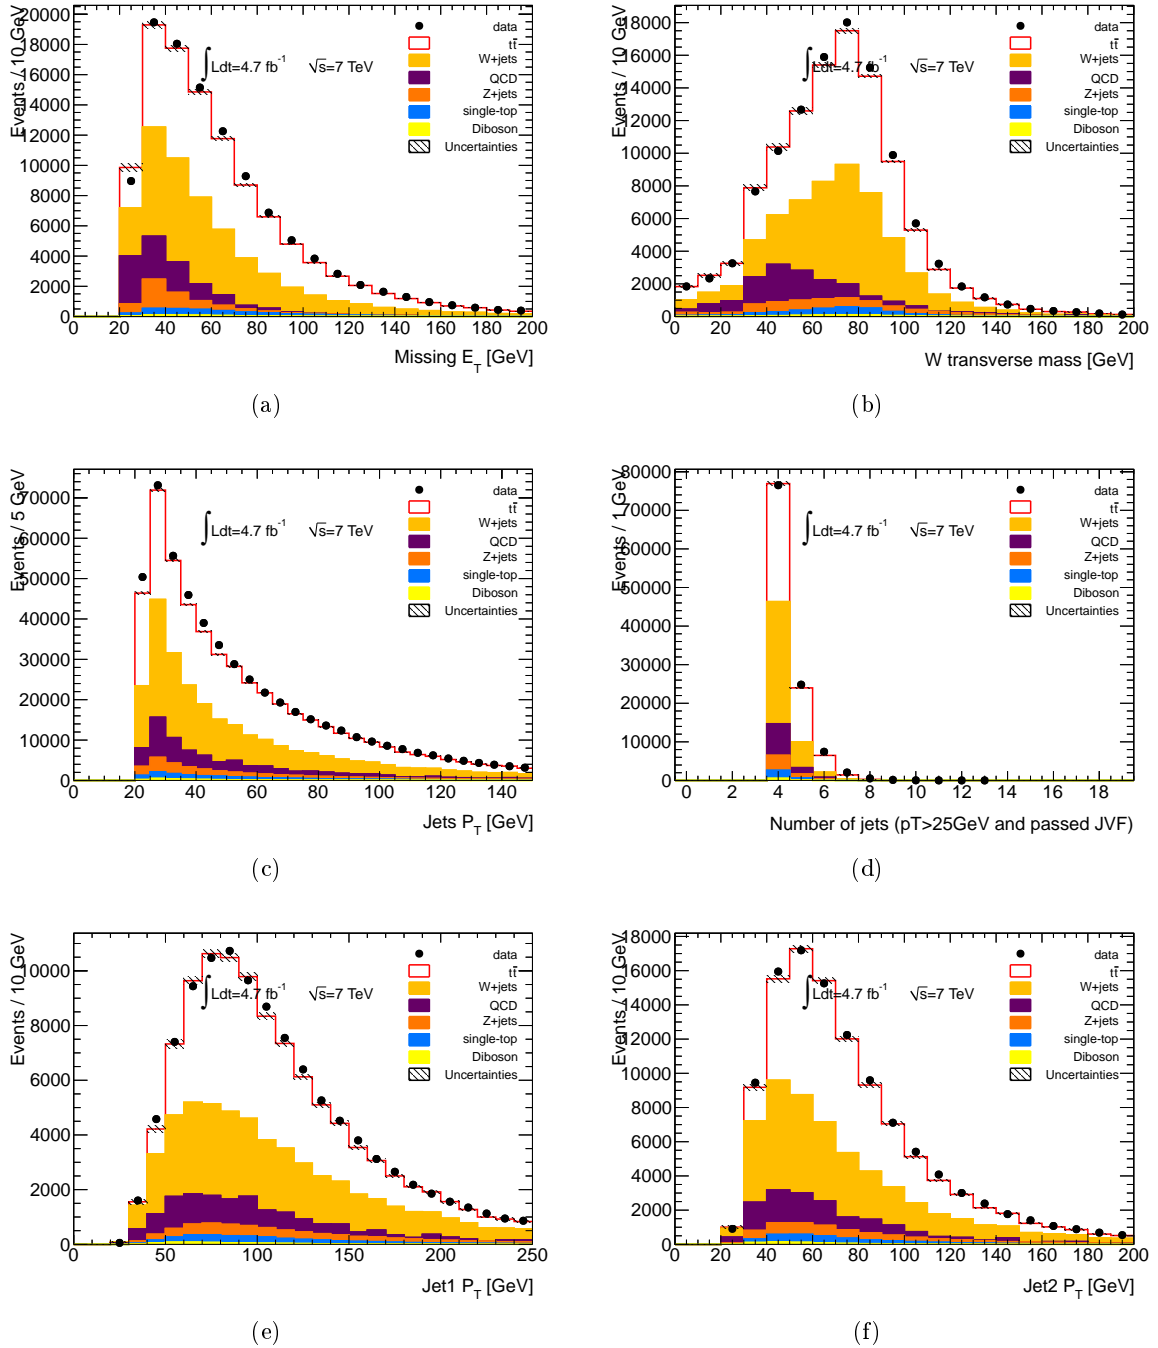 Events / 10 GeV
20000
18000
16000
14000
12000
10000
8000
6000
4000
2000
0
0 20 40 60 80 100 120 140 160 180 200
Missing E_T [GeV]
∫Ldt=4.7 fb⁻¹ √s=7 TeV
data
tt̄
W+jets
QCD
Z+jets
single-top
Diboson
Uncertainties
(a)
Events / 10 GeV
18000
16000
14000
12000
10000
8000
6000
4000
2000
0
0 20 40 60 80 100 120 140 160 180 200
W transverse mass [GeV]
∫Ldt=4.7 fb⁻¹ √s=7 TeV
data
tt̄
W+jets
QCD
Z+jets
single-top
Diboson
Uncertainties
(b)
Events / 5 GeV
70000
60000
50000
40000
30000
20000
10000
0
0 20 40 60 80 100 120 140
Jets P_T [GeV]
∫Ldt=4.7 fb⁻¹ √s=7 TeV
data
tt̄
W+jets
QCD
Z+jets
single-top
Diboson
Uncertainties
(c)
Events / 1 GeV
80000
70000
60000
50000
40000
30000
20000
10000
0
0 2 4 6 8 10 12 14 16 18
Number of jets (pT>25GeV and passed JVF)
∫Ldt=4.7 fb⁻¹ √s=7 TeV
data
tt̄
W+jets
QCD
Z+jets
single-top
Diboson
Uncertainties
(d)
Events / 10 GeV
10000
8000
6000
4000
2000
0
0 50 100 150 200 250
Jet1 P_T [GeV]
∫Ldt=4.7 fb⁻¹ √s=7 TeV
data
tt̄
W+jets
QCD
Z+jets
single-top
Diboson
Uncertainties
(e)
Events / 10 GeV
18000
16000
14000
12000
10000
8000
6000
4000
2000
0
0 20 40 60 80 100 120 140 160 180 200
Jet2 P_T [GeV]
∫Ldt=4.7 fb⁻¹ √s=7 TeV
data
tt̄
W+jets
QCD
Z+jets
single-top
Diboson
Uncertainties
(f)